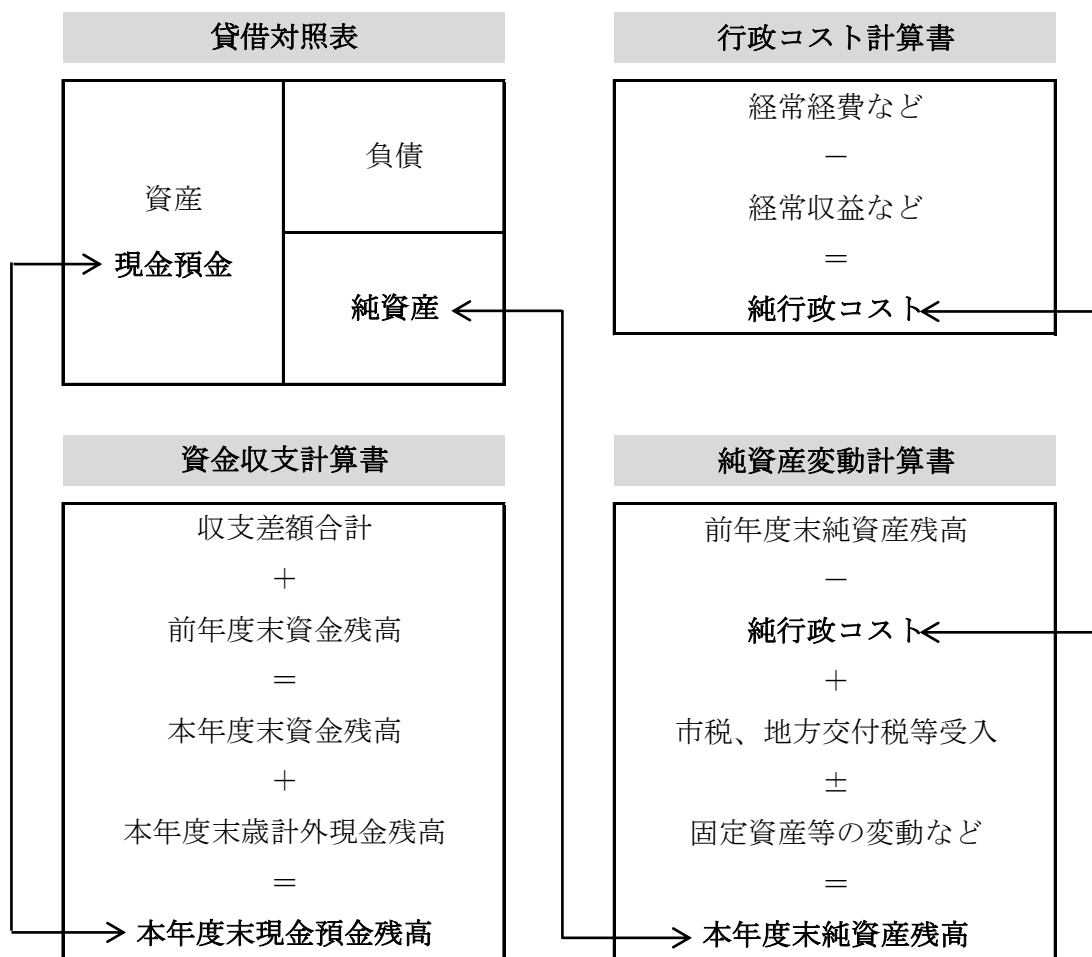 貸借対照表
資産
現金預金
負債
純資産
行政コスト計算書
経常経費など
－
経常収益など
＝
純行政コスト
資金収支計算書
収支差額合計
＋
前年度末資金残高
＝
本年度末資金残高
＋
本年度末歳計外現金残高
＝
本年度末現金預金残高
純資産変動計算書
前年度末純資産残高
－
純行政コスト
＋
市税、地方交付税等受入
±
固定資産等の変動など
＝
本年度末純資産残高